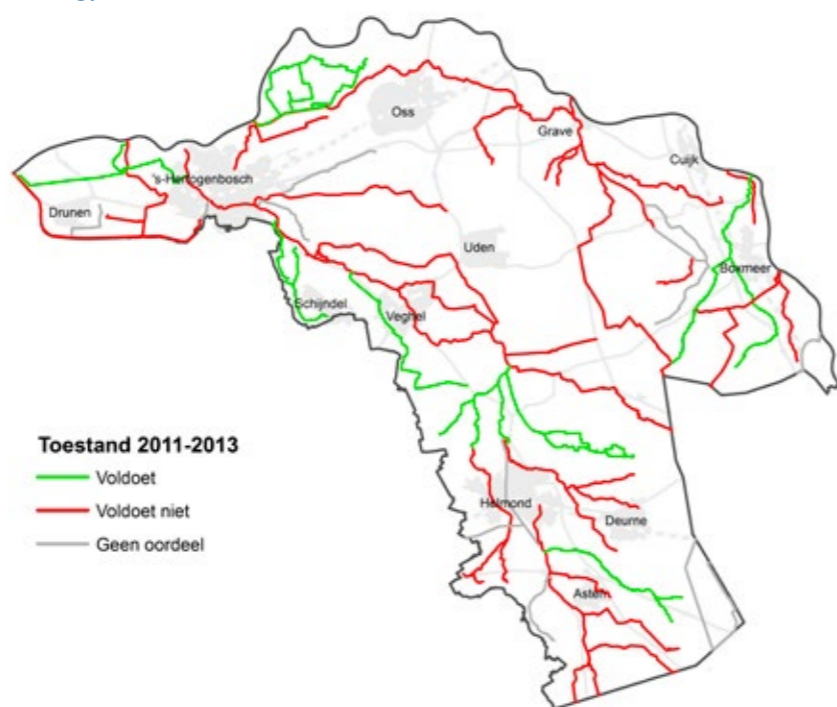 Oss
Grave
Cuijk
's-Hertogenbosch
Drunen
Uden
Boxmeer
Schijndel
Veghel
Toestand 2011-2013
Voldoet
Voldoet niet
Geen oordeel
Helmond
Deurne
Asten